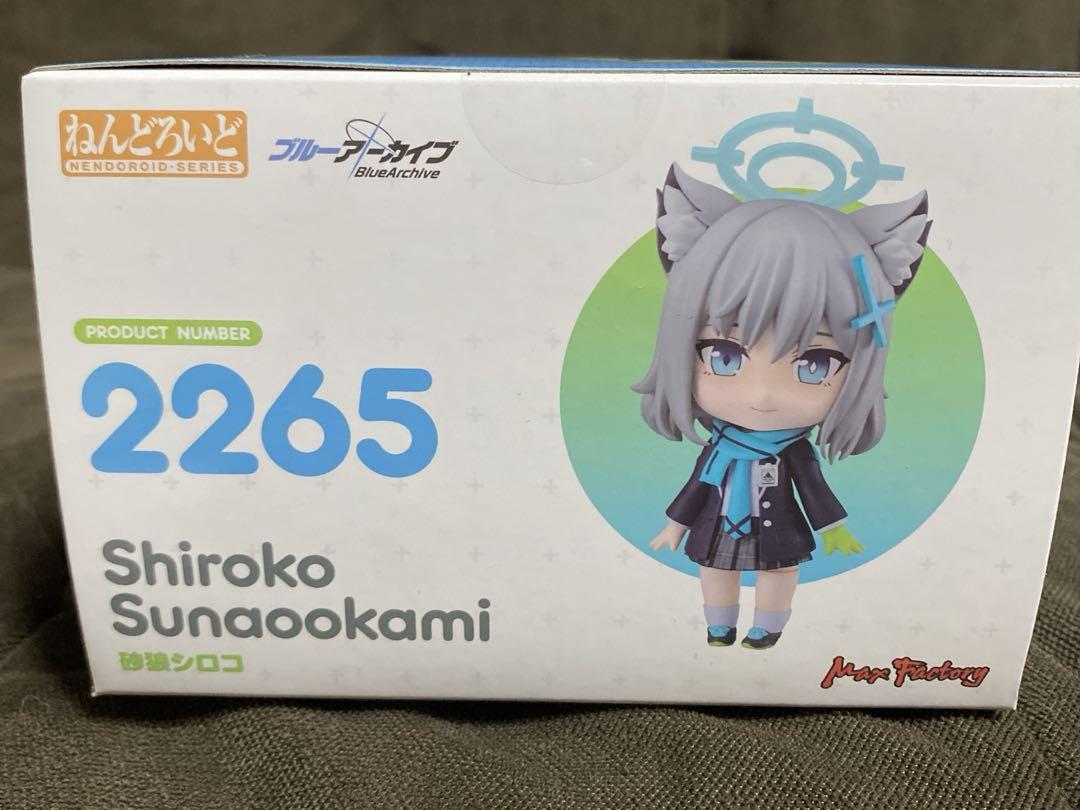 ねんどろいど
NENDOROID·SERIES
ブルーアーカイブ
BlueArchive
PRODUCT NUMBER
2265
Shiroko
Sunaookami
砂狼シロコ
Max Factory